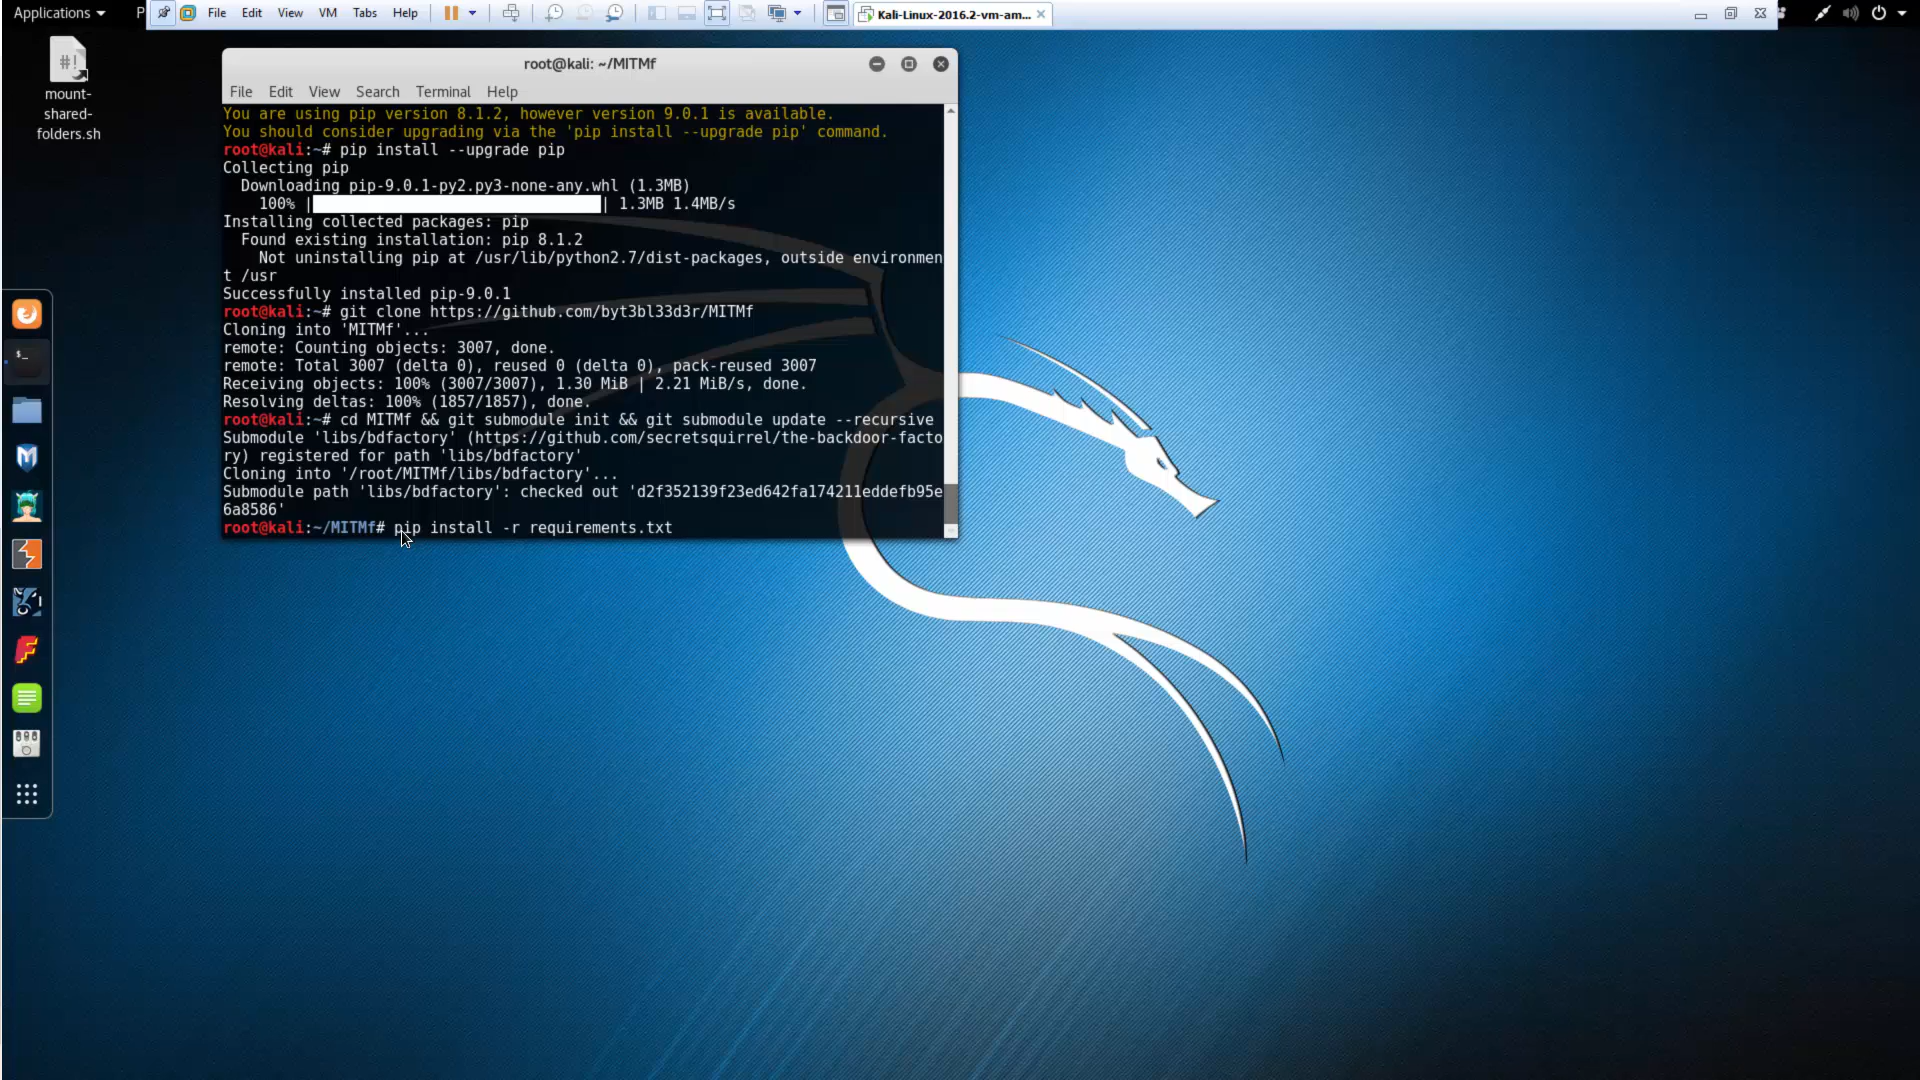 Applications
P
File Edit View VM Tabs Help
Kali-Linux-2016.2-vm-am...
#!
mount-
shared-
folders.sh
root@kali: ~/MITMf
File Edit View Search Terminal Help
You are using pip version 8.1.2, however version 9.0.1 is available.
You should consider upgrading via the 'pip install --upgrade pip' command.
root@kali:~# pip install --upgrade pip
Collecting pip
  Downloading pip-9.0.1-py2.py3-none-any.whl (1.3MB)
    100% | | 1.3MB 1.4MB/s
Installing collected packages: pip
  Found existing installation: pip 8.1.2
    Not uninstalling pip at /usr/lib/python2.7/dist-packages, outside environmen
t /usr
Successfully installed pip-9.0.1
root@kali:~# git clone https://github.com/byt3bl33d3r/MITMf
Cloning into 'MITMf'...
remote: Counting objects: 3007, done.
remote: Total 3007 (delta 0), reused 0 (delta 0), pack-reused 3007
Receiving objects: 100% (3007/3007), 1.30 MiB | 2.21 MiB/s, done.
Resolving deltas: 100% (1857/1857), done.
root@kali:~# cd MITMf && git submodule init && git submodule update --recursive
Submodule 'libs/bdfactory' (https://github.com/secretsquirrel/the-backdoor-facto
ry) registered for path 'libs/bdfactory'
Cloning into '/root/MITMf/libs/bdfactory'...
Submodule path 'libs/bdfactory': checked out 'd2f352139f23ed642fa174211eddefb95e
6a8586'
root@kali:~/MITMf# pip install -r requirements.txt
$_